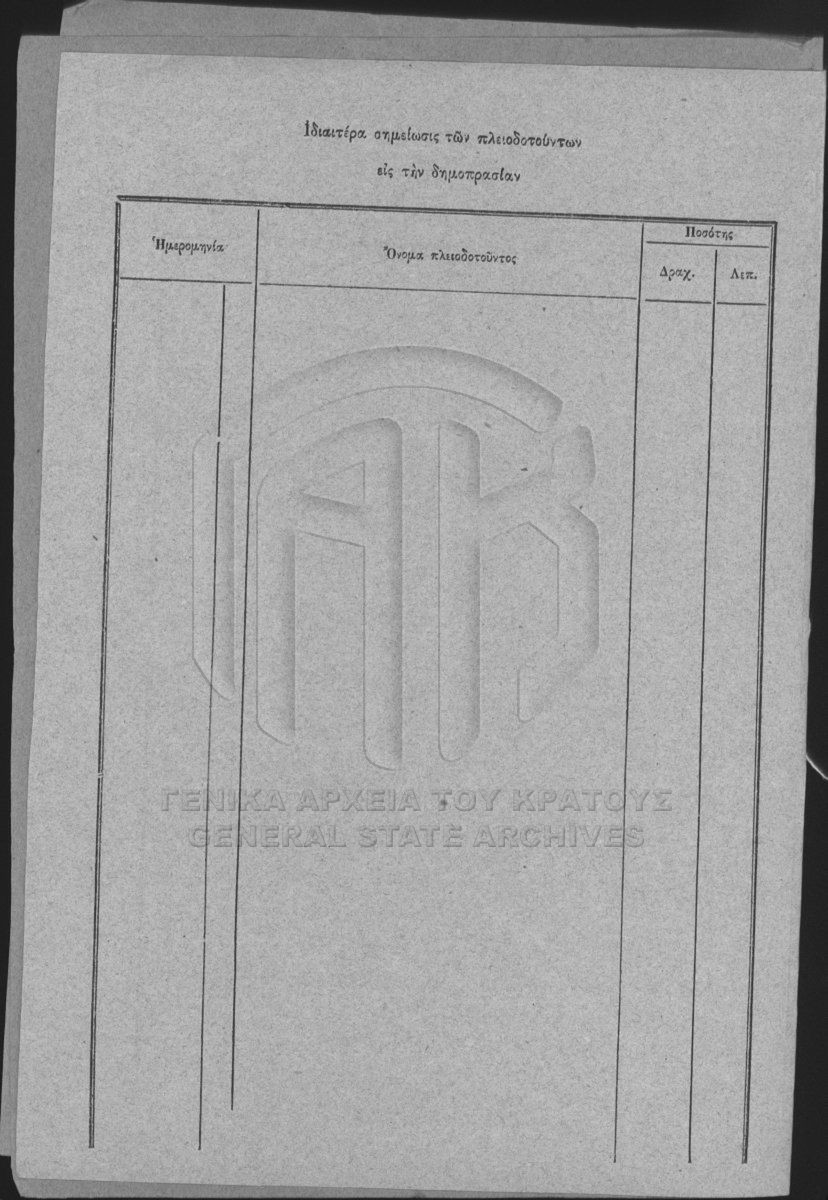 Ἰδιαιτέρα σημείωσις τῶν πλειοδοτούντων
εἰς τὴν δημοπρασίαν
Ἡμερομηνία
Ὄνομα πλειοδοτοῦντος
Ποσότης
Δραχ.
Λεπ.
ΓΕΝΙΚΑ ΑΡΧΕΙΑ ΤΟΥ ΚΡΑΤΟΥΣ
GENERAL STATE ARCHIVES